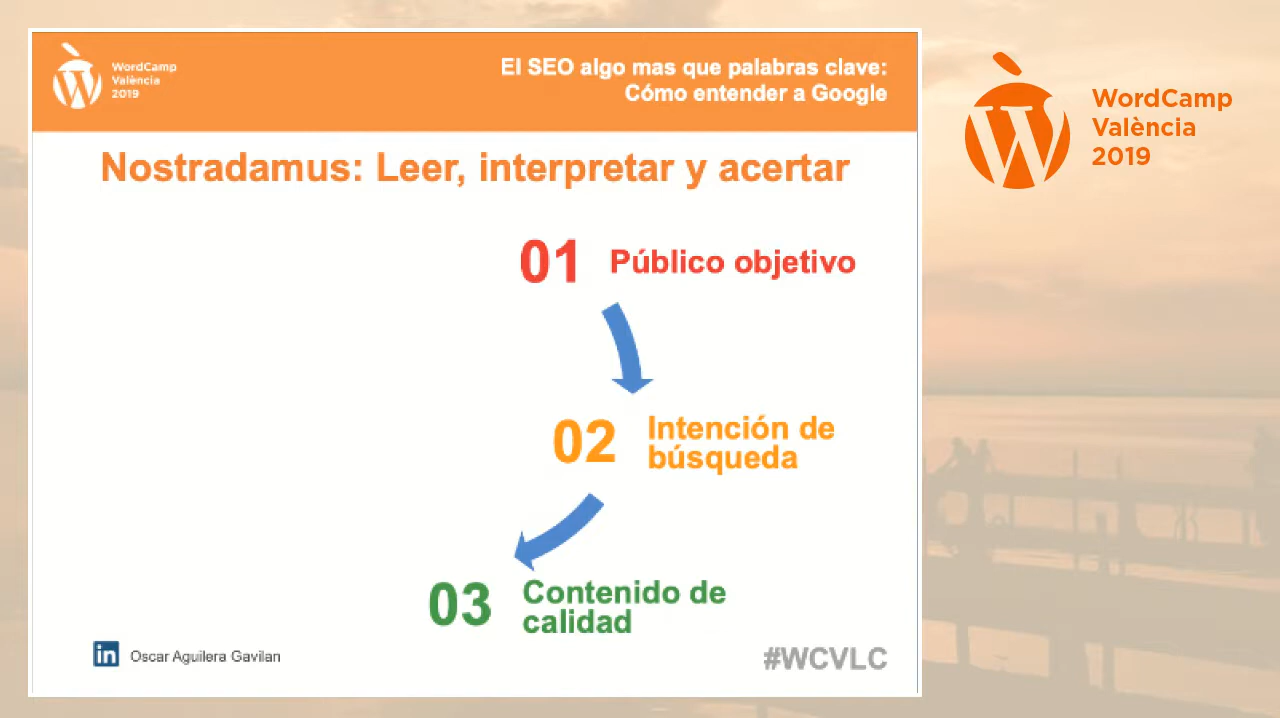 WordCamp
València
2019
El SEO algo mas que palabras clave:
Cómo entender a Google
Nostradamus: Leer, interpretar y acertar
01 Público objetivo
02 Intención de
búsqueda
03 Contenido de
calidad
in Oscar Aguilera Gavilan
#WCVLC
WordCamp
València
2019